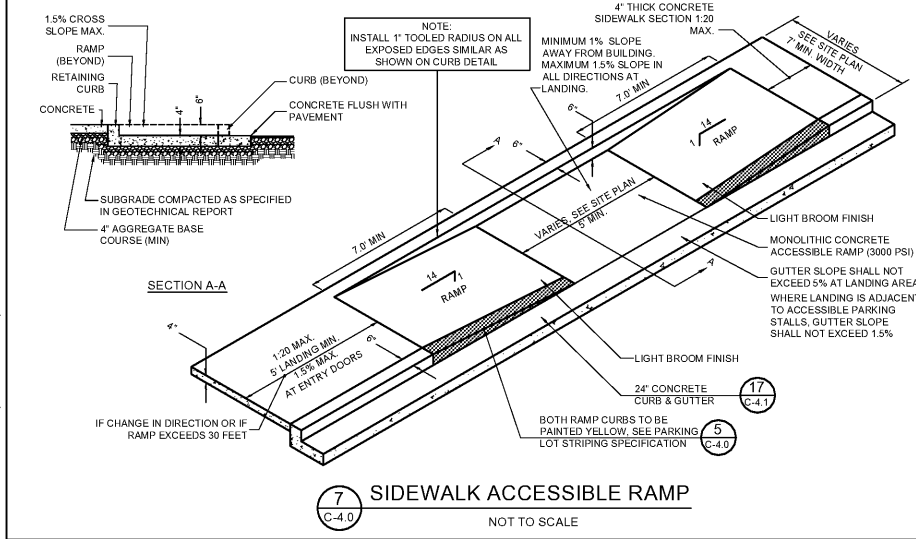 1.5% CROSS
SLOPE MAX.
RAMP
(BEYOND)
RETAINING
CURB
CONCRETE
4"
6"
CURB (BEYOND)
CONCRETE FLUSH WITH
PAVEMENT
SUBGRADE COMPACTED AS SPECIFIED
IN GEOTECHNICAL REPORT
4" AGGREGATE BASE
COURSE (MIN)
SECTION A-A
NOTE:
INSTALL 1" TOOLED RADIUS ON ALL
EXPOSED EDGES SIMILAR AS
SHOWN ON CURB DETAIL
MINIMUM 1% SLOPE
AWAY FROM BUILDING.
MAXIMUM 1.5% SLOPE IN
ALL DIRECTIONS AT
LANDING.
4" THICK CONCRETE
SIDEWALK SECTION 1:20
MAX.
VARIES
SEE SITE PLAN
7' MIN. WIDTH
7.0' MIN
6"
A
6"
14
1
RAMP
VARIES, SEE SITE PLAN
5' MIN.
A
7.0' MIN
14
1
RAMP
LIGHT BROOM FINISH
MONOLITHIC CONCRETE
ACCESSIBLE RAMP (3000 PSI)
GUTTER SLOPE SHALL NOT
EXCEED 5% AT LANDING AREA
WHERE LANDING IS ADJACENT
TO ACCESSIBLE PARKING
STALLS, GUTTER SLOPE
SHALL NOT EXCEED 1.5%
4"
1:20 MAX.
5' LANDING MIN.
1.5% MAX.
AT ENTRY DOORS
6"
IF CHANGE IN DIRECTION OR IF
RAMP EXCEEDS 30 FEET
LIGHT BROOM FINISH
24" CONCRETE
CURB & GUTTER
17
C-4.1
BOTH RAMP CURBS TO BE
PAINTED YELLOW, SEE PARKING
LOT STRIPING SPECIFICATION
5
C-4.0
7
C-4.0
SIDEWALK ACCESSIBLE RAMP
NOT TO SCALE